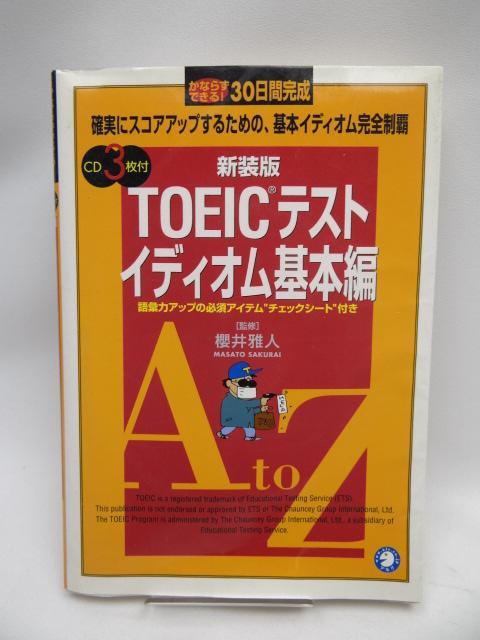 かならず
できる!
30日間完成
確実にスコアアップするための、基本イディオム完全制覇
CD3枚付
新装版
TOEIC®テスト
イディオム基本編
語彙力アップの必須アイテム"チェックシート"付き
[監修]
櫻井雅人
MASATO SAKURAI
A to Z
TOEIC is a registered trademark of Educational Testing Service (ETS).
This publication is not endorsed or approved by ETS or The Chauncey Group International, Ltd.
The TOEIC Program is administered by The Chauncey Group International, Ltd., a subsidiary of
Educational Testing Service.